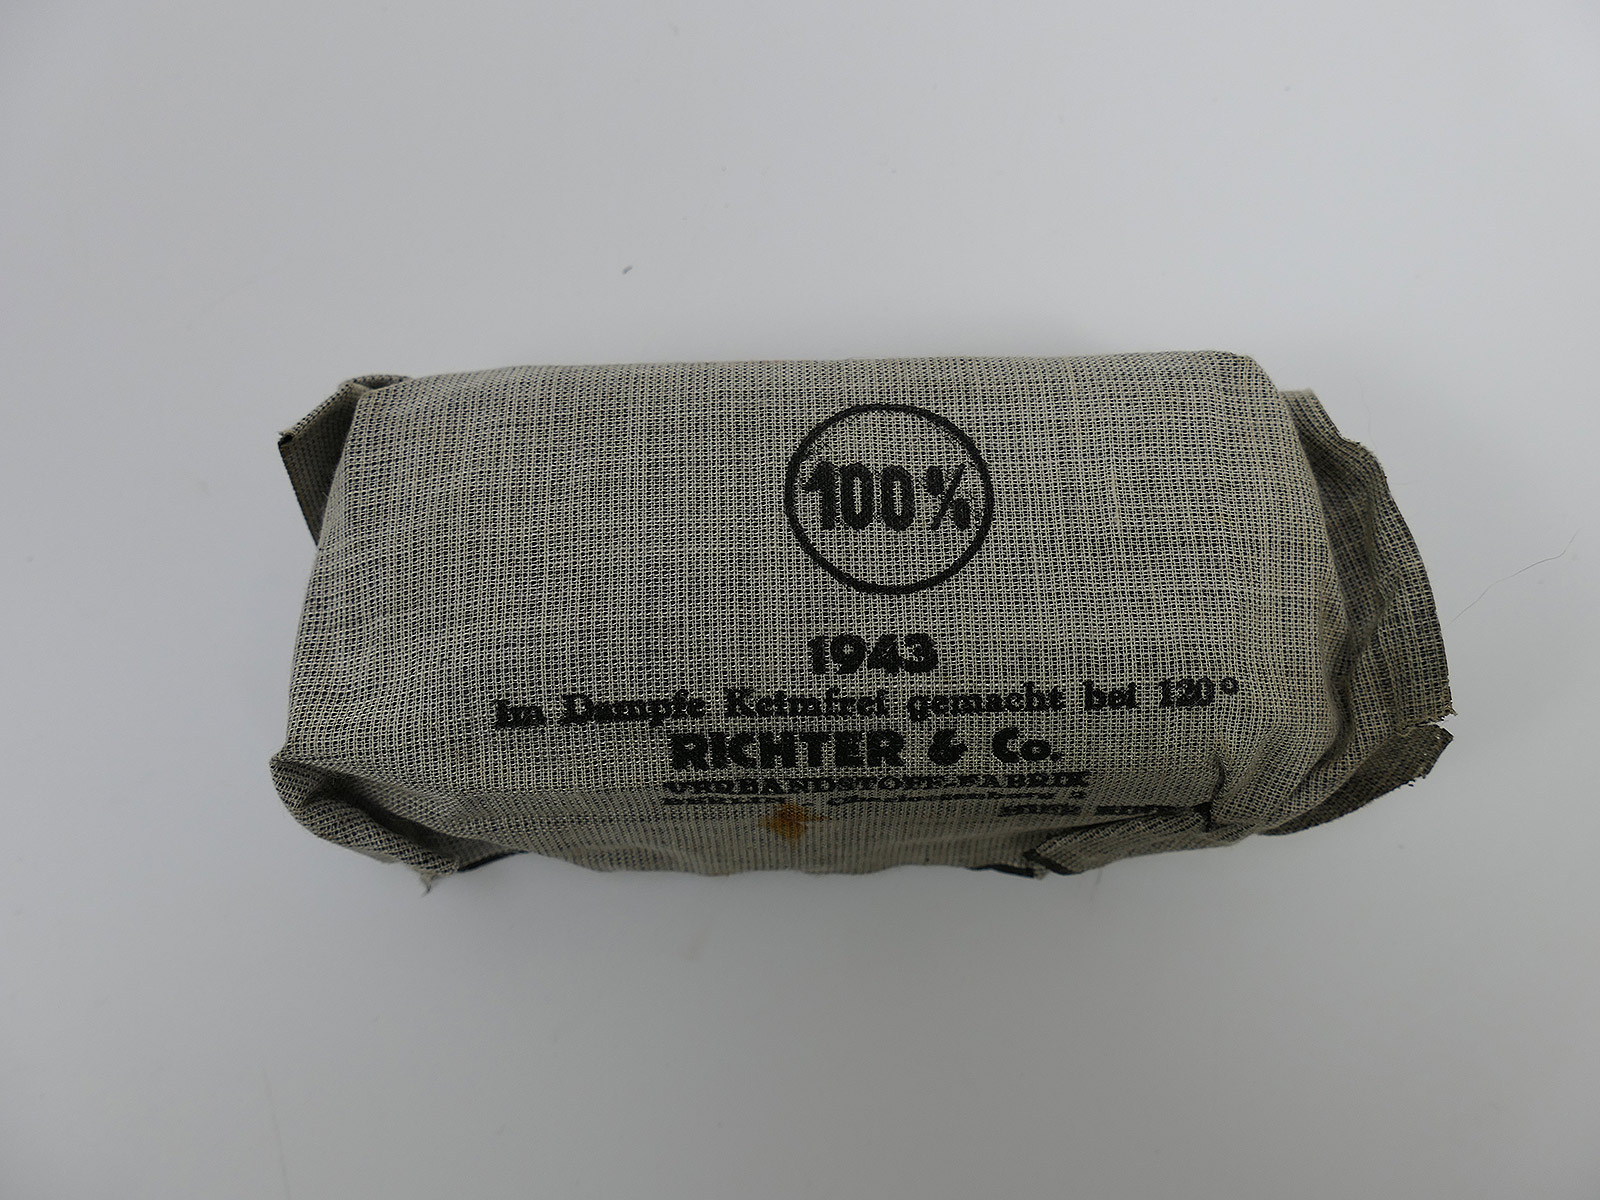 100%
1943
Im Dampfe Keimfrei gemacht bei 120°
RICHTER & Co.
VERBANDSTOFF-FABRIK
BERLIN